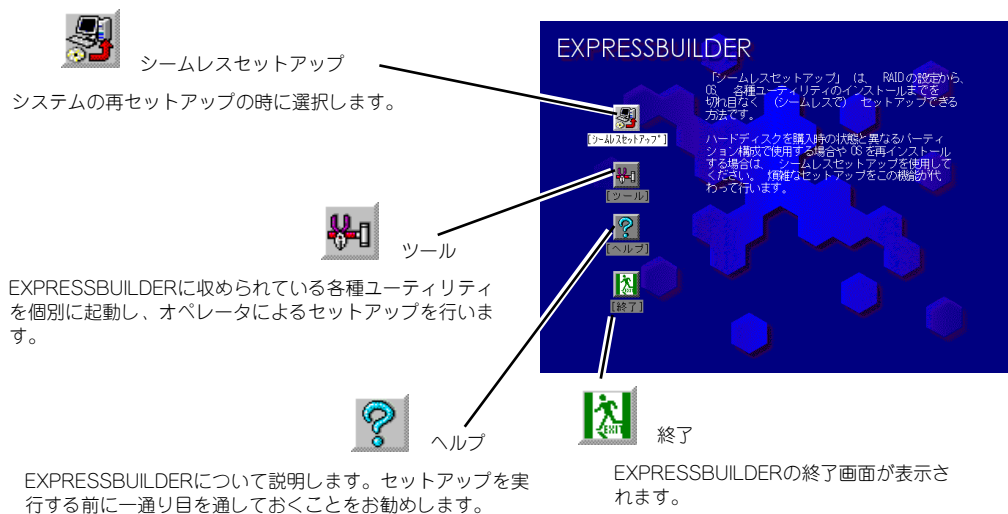 シームレスセットアップ
システムの再セットアップの時に選択します。
ツール
EXPRESSBUILDERに収められている各種ユーティリティ
を個別に起動し、オペレータによるセットアップを行いま
す。
ヘルプ
EXPRESSBUILDERについて説明します。セットアップを実
行する前に一通り目を通しておくことをお勧めします。
EXPRESSBUILDER
「シームレスセットアップ」 は、 RAIDの設定から、
OS 各種ユーティリティのインストールまでを
切れ目なく (シームレスで) セットアップできる
方法です。
ハードディスクを購入時の状態と異なるパーティ
ション構成で使用する場合や OS を再インストール
する場合は、 シームレスセットアップを使用して
ください。 煩雑なセットアップをこの機能が代
わって行います。
[シームレスセットアップ]
[ツール]
[ヘルプ]
[終了]
EXIT
終了
EXPRESSBUILDERの終了画面が表示さ
れます。